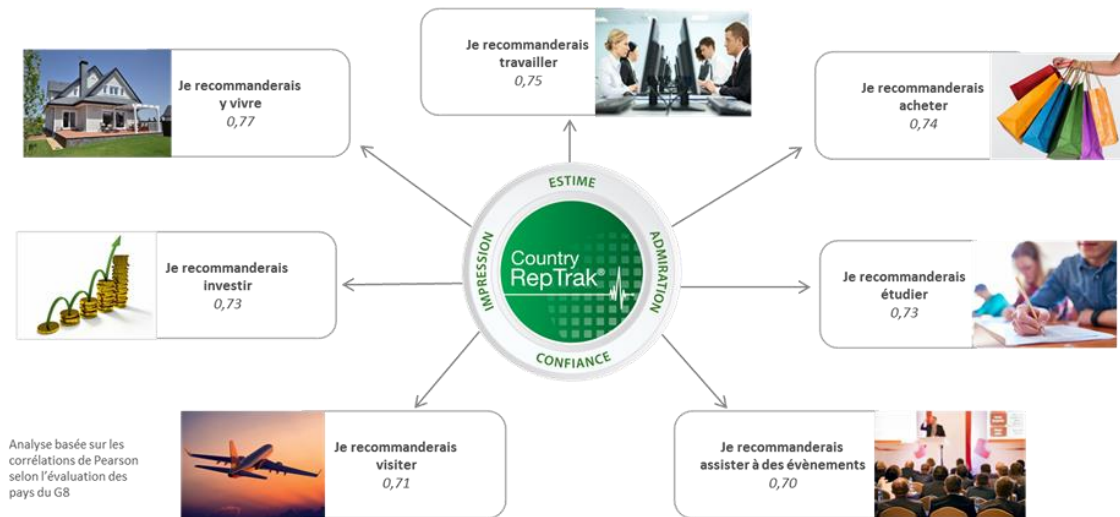 Je recommanderais
travailler
0,75
Je recommanderais
y vivre
0,77
Je recommanderais
acheter
0,74
ESTIME
IMPRESSION
ADMIRATION
CONFIANCE
Country
RepTrak®
Je recommanderais
investir
0,73
Je recommanderais
étudier
0,73
Je recommanderais
visiter
0,71
Je recommanderais
assister à des évènements
0,70
Analyse basée sur les
corrélations de Pearson
selon l'évaluation des
pays du G8